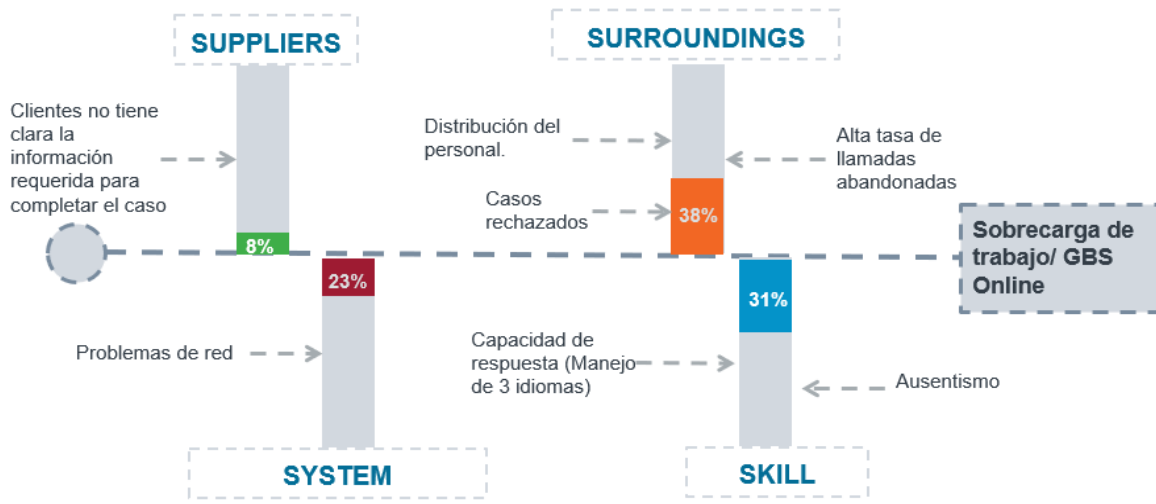 SUPPLIERS
SURROUNDINGS
Clientes no tiene
clara la
información
requerida para
completar el caso
Distribución del
personal.
Alta tasa de
llamadas
abandonadas
Casos
rechazados
38%
8%
Sobrecarga de
trabajo/ GBS
Online
23%
31%
Problemas de red
Capacidad de
respuesta (Manejo
de 3 idiomas)
Ausentismo
SYSTEM
SKILL